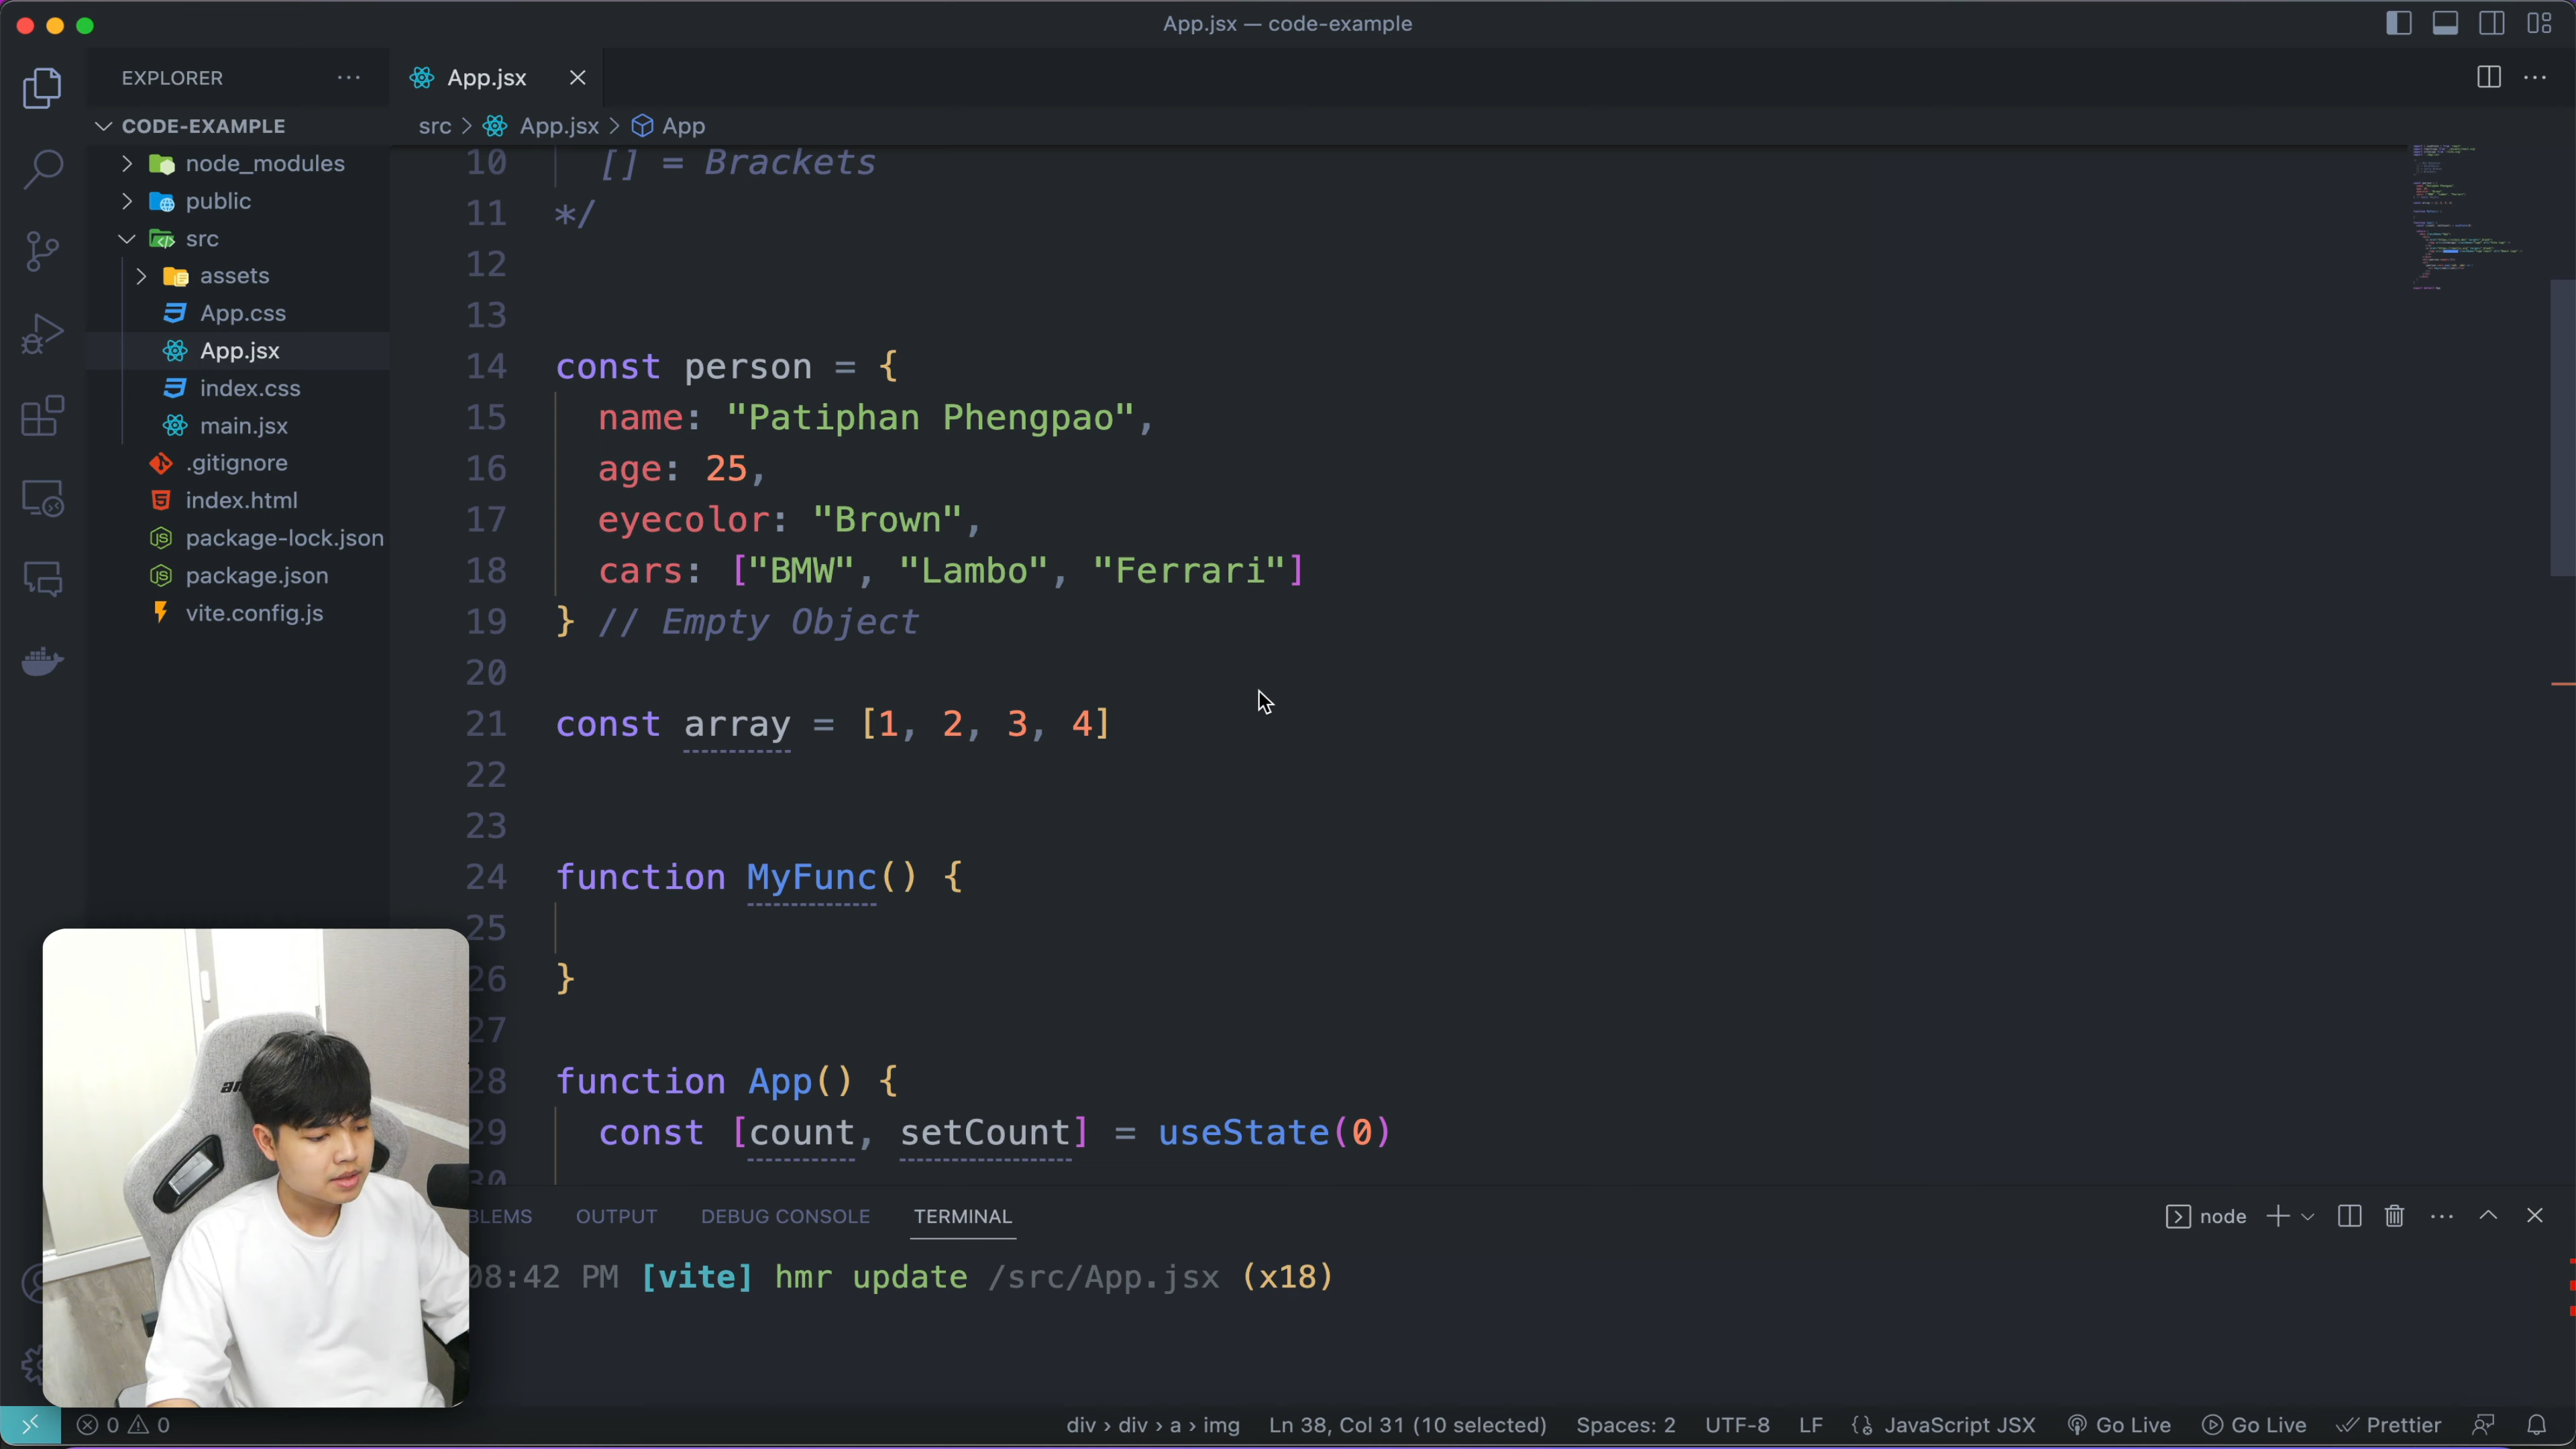 App.jsx — code-example
EXPLORER
App.jsx
CODE-EXAMPLE
src > App.jsx > App
node_modules
public
src
assets
App.css
App.jsx
index.css
main.jsx
.gitignore
index.html
package-lock.json
package.json
vite.config.js
10 [] = Brackets
11 */
12
13
14 const person = {
15 name: "Patiphan Phengpao",
16 age: 25,
17 eyecolor: "Brown",
18 cars: ["BMW", "Lambo", "Ferrari"]
19 } // Empty Object
20
21 const array = [1, 2, 3, 4]
22
23
24 function MyFunc() {
25
26 }
27
28 function App() {
29 const [count, setCount] = useState(0)
30
BLEMS OUTPUT DEBUG CONSOLE TERMINAL node
08:42 PM [vite] hmr update /src/App.jsx (x18)
0 0 div › div › a › img Ln 38, Col 31 (10 selected) Spaces: 2 UTF-8 LF JavaScript JSX Go Live Go Live Prettier